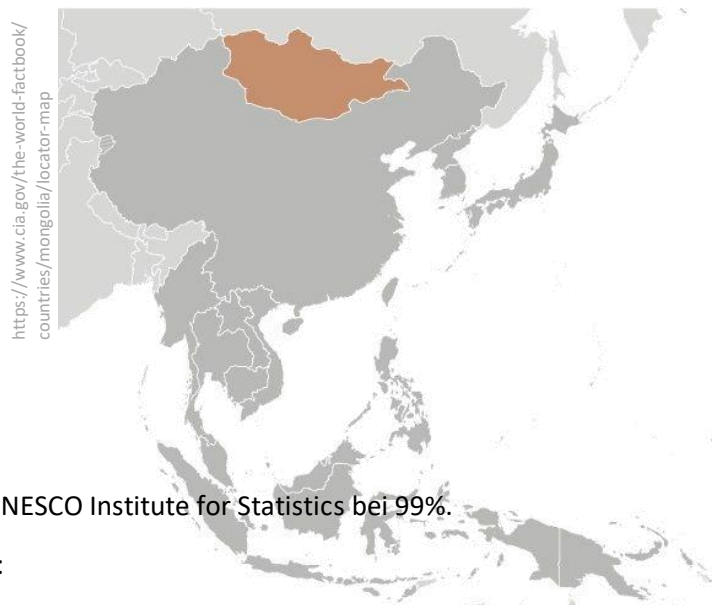 https://www.cia.gov/the-world-factbook/
countries/mongolia/locator-map
NESCO Institute for Statistics bei 99%.
: